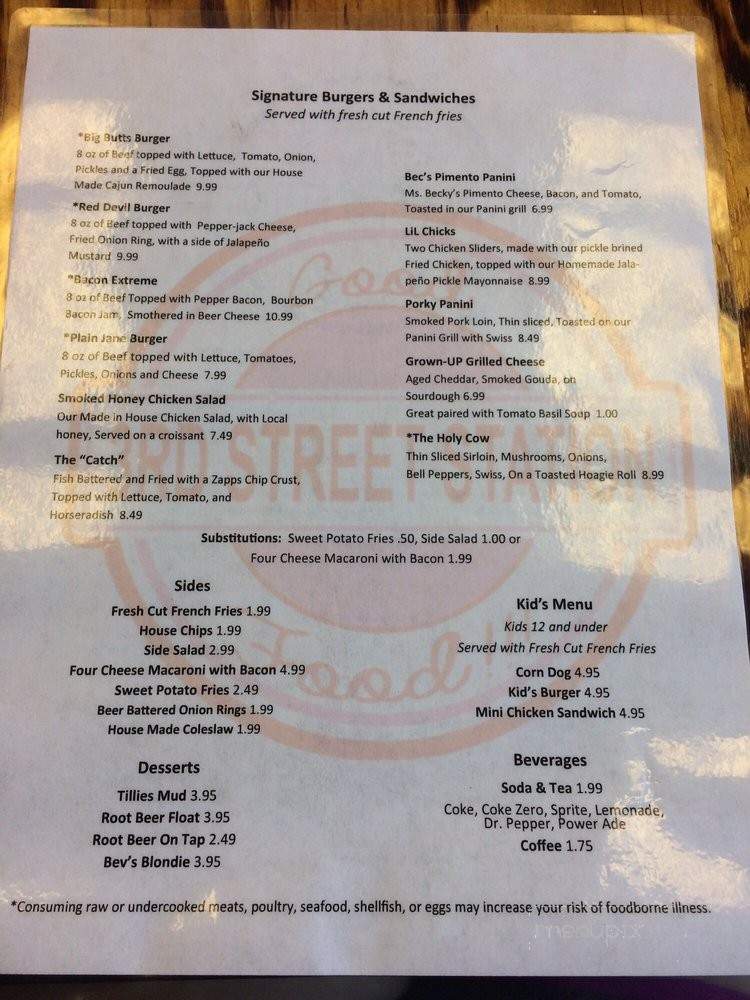 Signature Burgers & Sandwiches
Served with fresh cut French fries
*Big Butts Burger
8 oz of Beef topped with Lettuce, Tomato, Onion,
Pickles and a Fried Egg, Topped with our House
Made Cajun Remoulade 9.99
*Red Devil Burger
8 oz of Beef topped with Pepper-jack Cheese,
Fried Onion Ring, with a side of Jalapeño
Mustard 9.99
*Bacon Extreme
8 oz of Beef Topped with Pepper Bacon, Bourbon
Bacon Jam, Smothered in Beer Cheese 10.99
*Plain Jane Burger
8 oz of Beef topped with Lettuce, Tomatoes,
Pickles, Onions and Cheese 7.99
Smoked Honey Chicken Salad
Our Made in House Chicken Salad, with Local
honey, Served on a croissant 7.49
The "Catch"
Fish Battered and Fried with a Zapps Chip Crust,
Topped with Lettuce, Tomato, and
Horseradish 8.49
Bec's Pimento Panini
Ms. Becky's Pimento Cheese, Bacon, and Tomato,
Toasted in our Panini grill 6.99
LiL Chicks
Two Chicken Sliders, made with our pickle brined
Fried Chicken, topped with our Homemade Jala-
peño Pickle Mayonnaise 8.99
Porky Panini
Smoked Pork Loin, Thin sliced, Toasted on our
Panini Grill with Swiss 8.49
Grown-UP Grilled Cheese
Aged Cheddar, Smoked Gouda, on
Sourdough 6.99
Great paired with Tomato Basil Soup 1.00
*The Holy Cow
Thin Sliced Sirloin, Mushrooms, Onions,
Bell Peppers, Swiss, On a Toasted Hoagie Roll 8.99
Good
3RD STREET STATION
Food!
Substitutions: Sweet Potato Fries .50, Side Salad 1.00 or
Four Cheese Macaroni with Bacon 1.99
Sides
Fresh Cut French Fries 1.99
House Chips 1.99
Side Salad 2.99
Four Cheese Macaroni with Bacon 4.99
Sweet Potato Fries 2.49
Beer Battered Onion Rings 1.99
House Made Coleslaw 1.99
Desserts
Tillies Mud 3.95
Root Beer Float 3.95
Root Beer On Tap 2.49
Bev's Blondie 3.95
Kid's Menu
Kids 12 and under
Served with Fresh Cut French Fries
Corn Dog 4.95
Kid's Burger 4.95
Mini Chicken Sandwich 4.95
Beverages
Soda & Tea 1.99
Coke, Coke Zero, Sprite, Lemonade,
Dr. Pepper, Power Ade
Coffee 1.75
*Consuming raw or undercooked meats, poultry, seafood, shellfish, or eggs may increase your risk of foodborne illness.
menupix